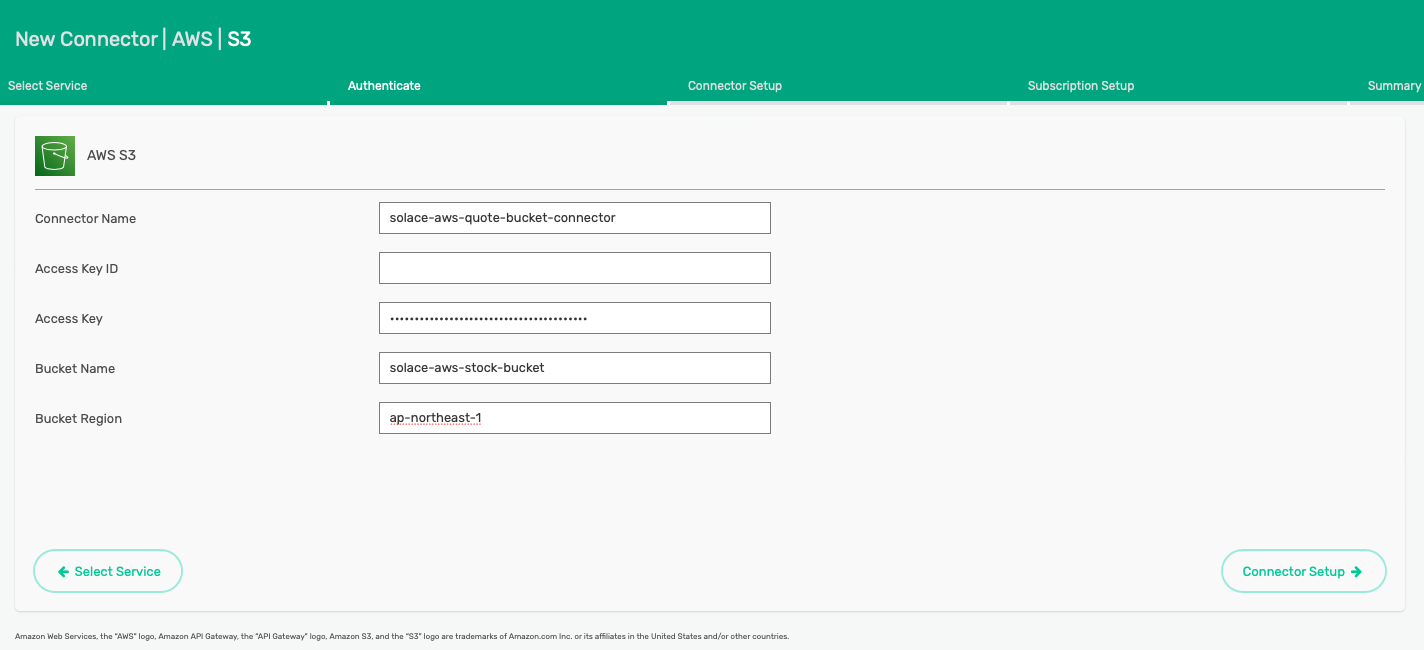 New Connector | AWS | S3
Select Service Authenticate Connector Setup Subscription Setup Summary
AWS S3
Connector Name solace-aws-quote-bucket-connector
Access Key ID
Access Key ••••••••••••••••••••••••••••••••••••••••
Bucket Name solace-aws-stock-bucket
Bucket Region ap-northeast-1
← Select Service Connector Setup →
Amazon Web Services, the "AWS" logo, Amazon API Gateway, the "API Gateway" logo, Amazon S3, and the "S3" logo are trademarks of Amazon.com Inc. or its affiliates in the United States and/or other countries.